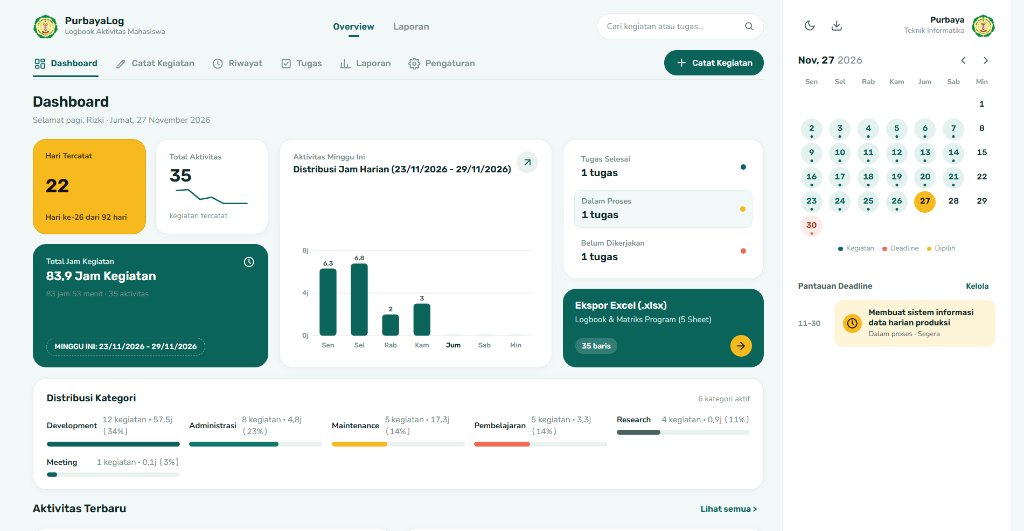 PurbayaLog
Logbook Aktivitas Mahasiswa
Overview
Laporan
Cari kegiatan atau tugas...
Dashboard
Catat Kegiatan
Riwayat
Tugas
Laporan
Pengaturan
Catat Kegiatan
Dashboard
Selamat pagi, Rizki · Jumat, 27 November 2026
Hari Tercatat
22
Hari ke-26 dari 92 hari
Total Aktivitas
35
kegiatan tercatat
Total Jam Kegiatan
83,9 Jam Kegiatan
83 jam 53 menit · 35 aktivitas
MINGGU INI: 23/11/2026 - 29/11/2026
Aktivitas Minggu Ini
Distribusi Jam Harian (23/11/2026 - 29/11/2026)
8j
4j
0j
6.3
6.8
2
3
Sen Sel Rab Kam Jum Sab Min
Tugas Selesai
1 tugas
Dalam Proses
1 tugas
Belum Dikerjakan
1 tugas
Ekspor Excel (.xlsx)
Logbook & Matriks Program (5 Sheet)
35 baris
Distribusi Kategori
6 kategori aktif
Development 12 kegiatan • 57,5j (34%)
Administrasi 8 kegiatan • 4,8j (23%)
Maintenance 5 kegiatan • 17,3j (14%)
Pembelajaran 5 kegiatan • 3,3j (14%)
Research 4 kegiatan • 0,9j (11%)
Meeting 1 kegiatan • 0,1j (3%)
Aktivitas Terbaru
Lihat semua >
Purbaya
Teknik Informatika
Nov, 27 2026
Sen Sel Rab Kam Jum Sab Min
1
2 3 4 5 6 7 8
9 10 11 12 13 14 15
16 17 18 19 20 21 22
23 24 25 26 27 28 29
30
Kegiatan Deadline Dipilih
Pantauan Deadline
Kelola
11-30
Membuat sistem informasi
data harian produksi
Dalam proses · Segera